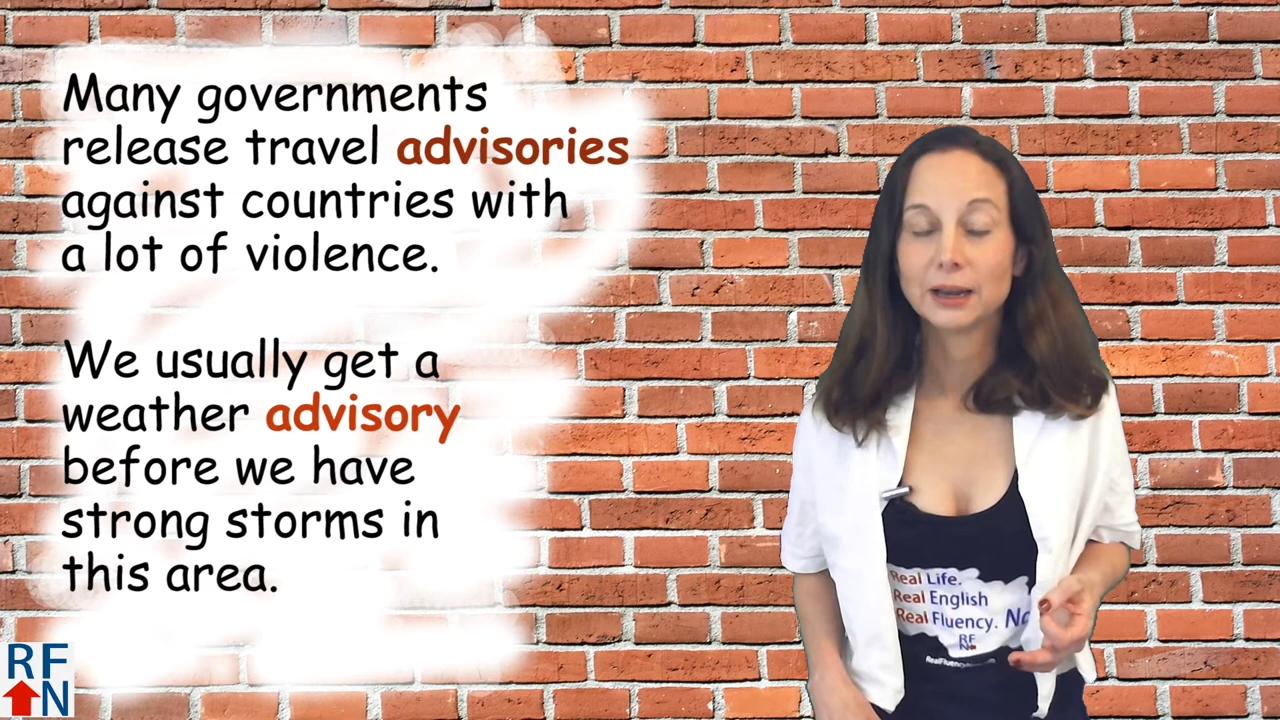 Many governments
release travel advisories
against countries with
a lot of violence.
We usually get a
weather advisory
before we have
strong storms in
this area.
Real Life.
Real English
Real Fluency.
RF
N
RF
N